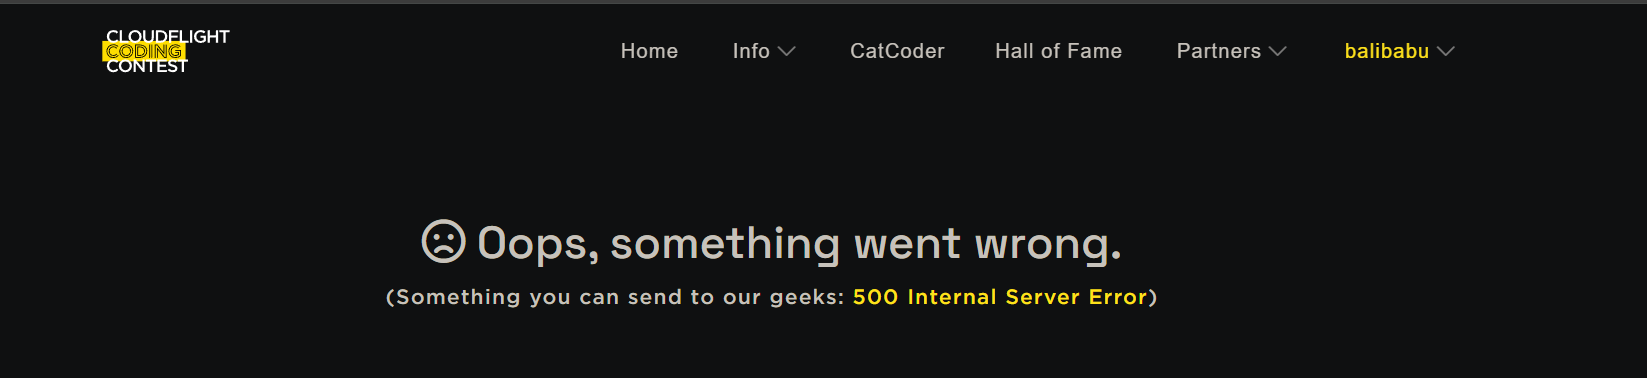 CLOUDFLIGHT
CODING
CONTEST
Home Info CatCoder Hall of Fame Partners balibabu
Oops, something went wrong.
(Something you can send to our geeks: 500 Internal Server Error)